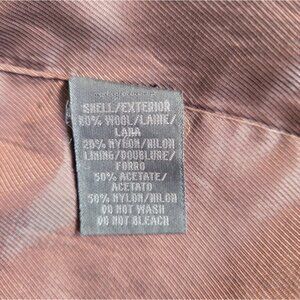 SHELL/EXTERIOR
80% WOOL/LAINE/
LANA
20% NYLON/NILON
LINING/DOUBLURE/
FORRO
50% ACETATE/
ACETATO
50% NYLON/NILON
DO NOT WASH
DO NOT BLEACH